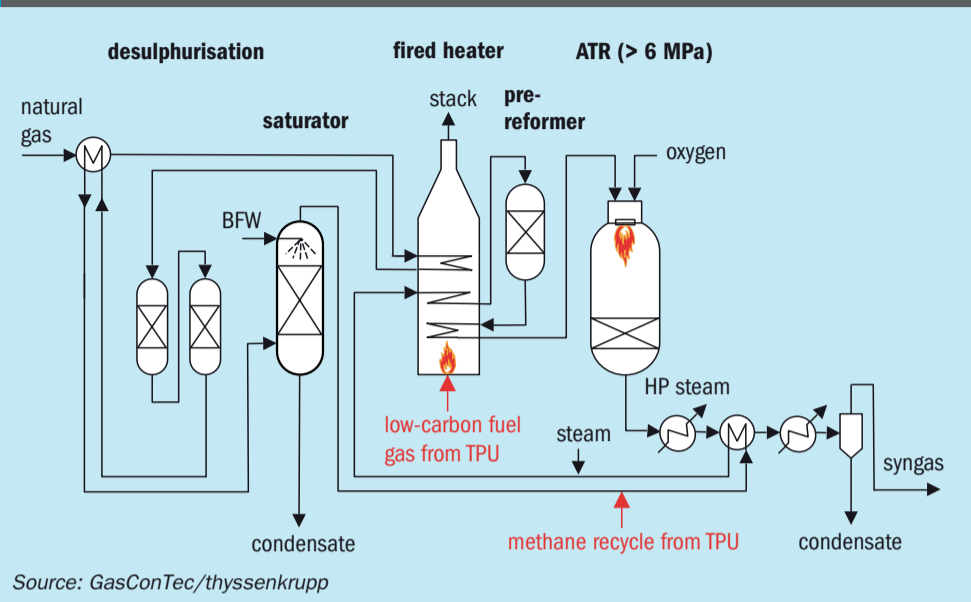 desulphurisation
fired heater
ATR (> 6 MPa)
natural
gas
saturator
stack
pre-
reformer
oxygen
BFW
HP steam
low-carbon fuel
gas from TPU
steam
syngas
condensate
methane recycle from TPU
condensate
Source: GasConTec/thyssenkrupp